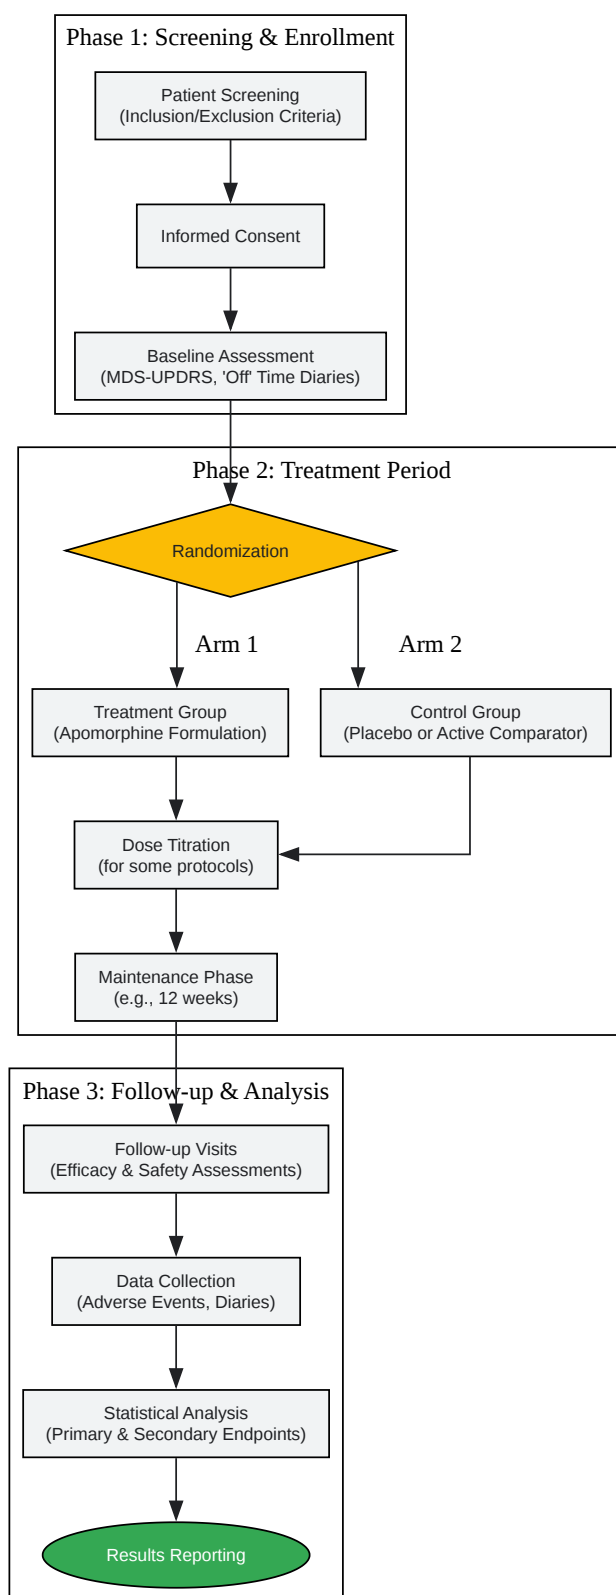 Phase 1: Screening & Enrollment
Patient Screening
(Inclusion/Exclusion Criteria)
Informed Consent
Baseline Assessment
(MDS-UPDRS, 'Off' Time Diaries)
Phase 2: Treatment Period
Randomization
Arm 1
Arm 2
Treatment Group
(Apomorphine Formulation)
Control Group
(Placebo or Active Comparator)
Dose Titration
(for some protocols)
Maintenance Phase
(e.g., 12 weeks)
Phase 3: Follow-up & Analysis
Follow-up Visits
(Efficacy & Safety Assessments)
Data Collection
(Adverse Events, Diaries)
Statistical Analysis
(Primary & Secondary Endpoints)
Results Reporting